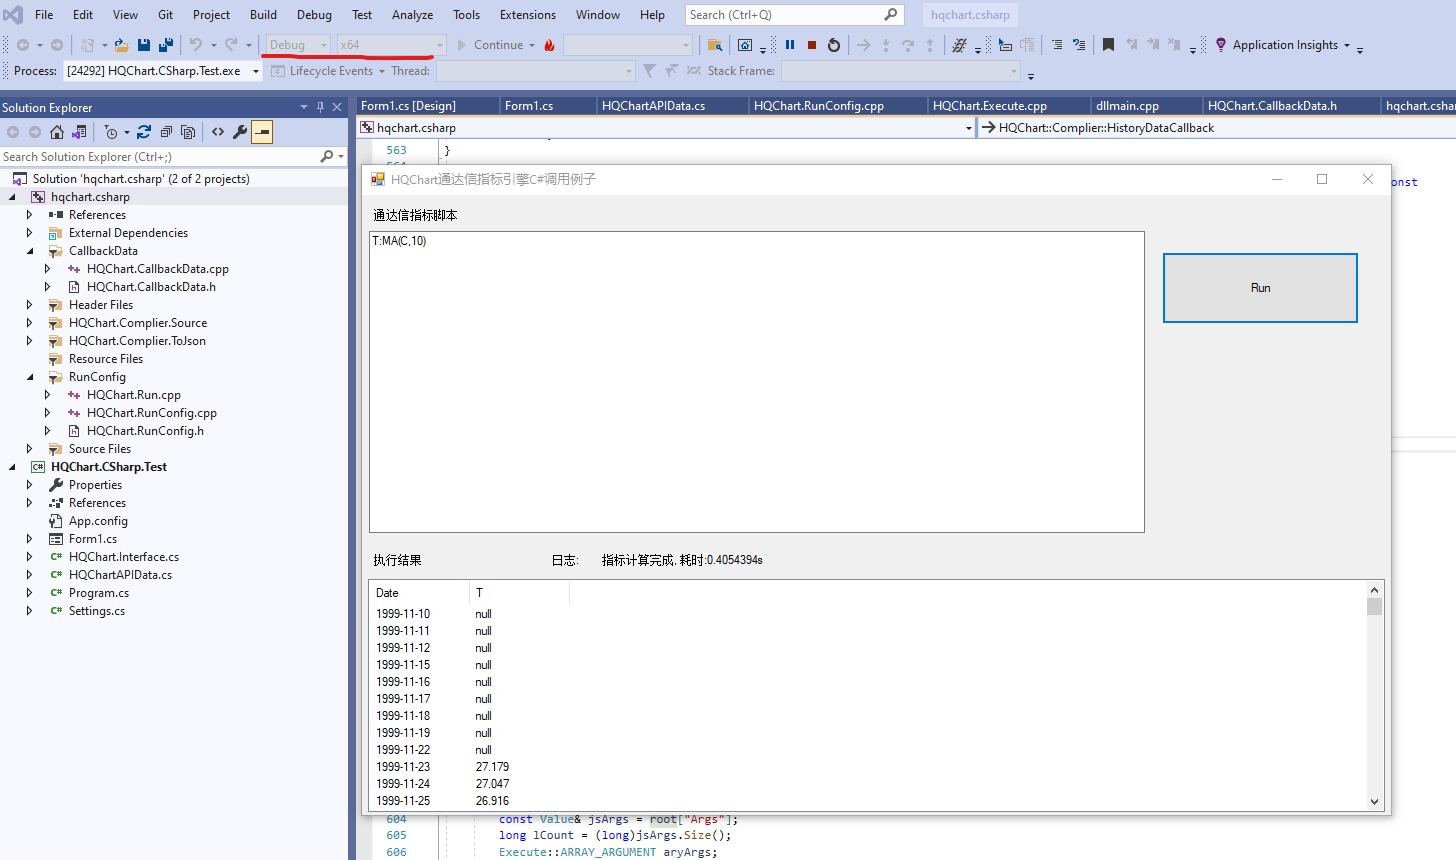 File Edit View Git Project Build Debug Test Analyze Tools Extensions Window Help Search (Ctrl+Q) hqchart.csharp
Debug x64 Continue Application Insights
Process: [24292] HQChart.CSharp.Test.exe Lifecycle Events Thread: Stack Frame:
Solution Explorer
Search Solution Explorer (Ctrl+;)
Solution 'hqchart.csharp' (2 of 2 projects)
hqchart.csharp
References
External Dependencies
CallbackData
HQChart.CallbackData.cpp
HQChart.CallbackData.h
Header Files
HQChart.Complier.Source
HQChart.Complier.ToJson
Resource Files
RunConfig
HQChart.Run.cpp
HQChart.RunConfig.cpp
HQChart.RunConfig.h
Source Files
HQChart.CSharp.Test
Properties
References
App.config
Form1.cs
HQChart.Interface.cs
HQChartAPIData.cs
Program.cs
Settings.cs
Form1.cs [Design] Form1.cs HQChartAPIData.cs HQChart.RunConfig.cpp HQChart.Execute.cpp dllmain.cpp HQChart.CallbackData.h hqchart.csha
hqchart.csharp HQChart::Complier::HistoryDataCallback
563 }
const
HQChart通达信指标引擎C#调用例子
通达信指标脚本
T:MA(C,10)
Run
执行结果 日志: 指标计算完成, 耗时:0.4054394s
Date T
1999-11-10 null
1999-11-11 null
1999-11-12 null
1999-11-15 null
1999-11-16 null
1999-11-17 null
1999-11-18 null
1999-11-19 null
1999-11-22 null
1999-11-23 27.179
1999-11-24 27.047
1999-11-25 26.916
604 const Value& jsArgs = root["Args"];
605 long lCount = (long)jsArgs.Size();
606 Execute::ARRAY_ARGUMENT aryArgs;